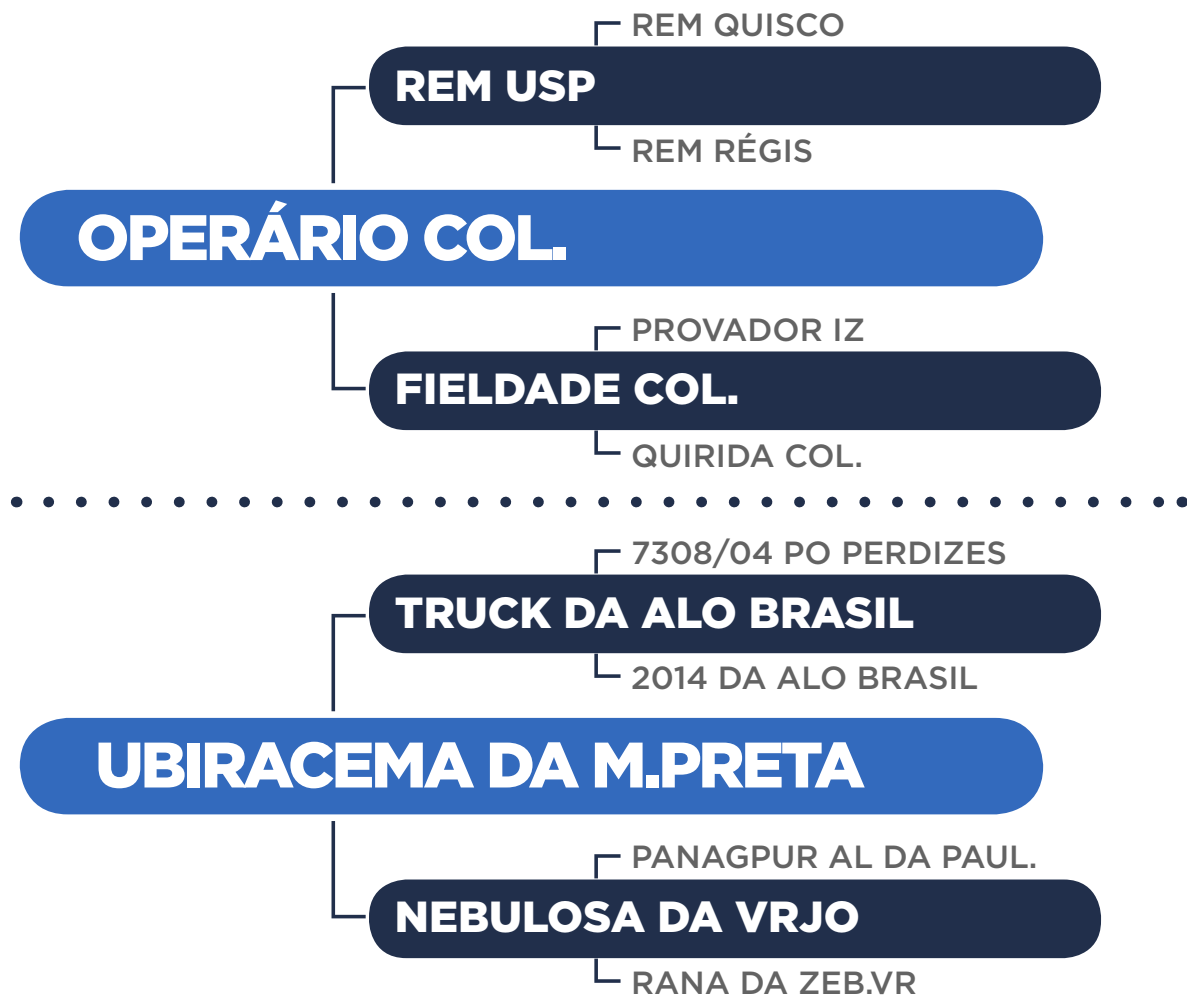 REM QUISCO
REM USP
REM RÉGIS
OPERÁRIO COL.
PROVADOR IZ
FIELDADE COL.
QUIRIDA COL.
7308/04 PO PERDIZES
TRUCK DA ALO BRASIL
2014 DA ALO BRASIL
UBIRACEMA DA M.PRETA
PANAGPUR AL DA PAUL.
NEBULOSA DA VRJO
RANA DA ZEB.VR